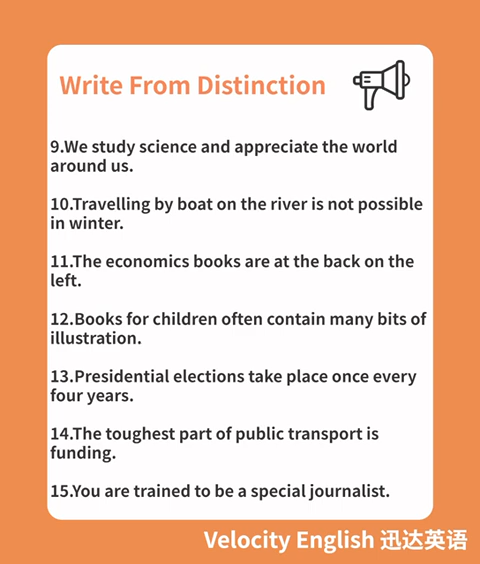 Write From Distinction
9.We study science and appreciate the world
around us.
10.Travelling by boat on the river is not possible
in winter.
11.The economics books are at the back on the
left.
12.Books for children often contain many bits of
illustration.
13.Presidential elections take place once every
four years.
14.The toughest part of public transport is
funding.
15.You are trained to be a special journalist.
Velocity English 迅达英语